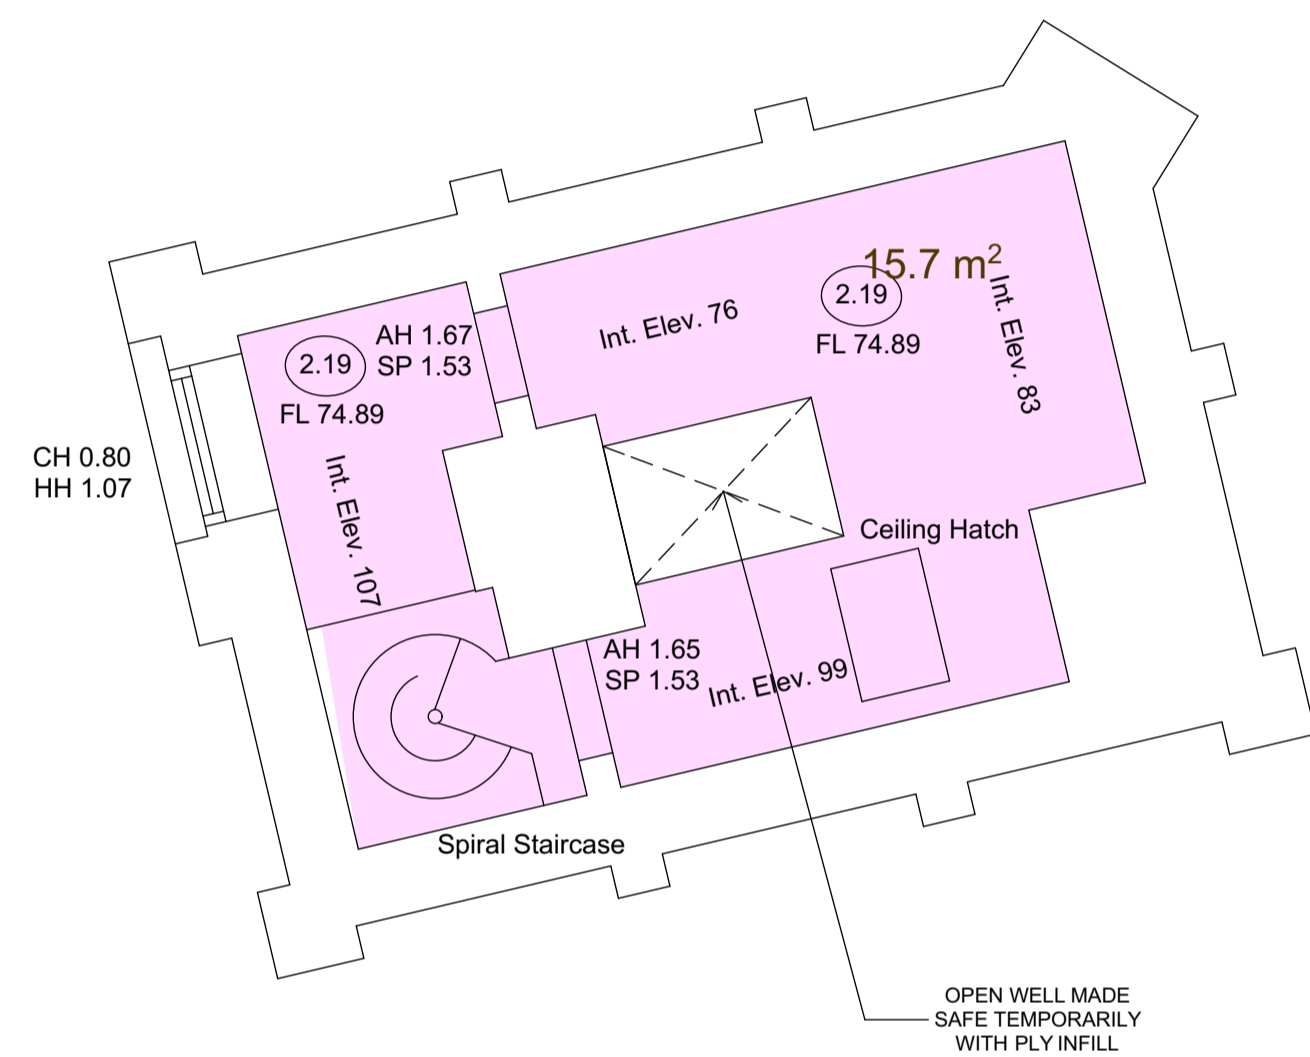 15.7 m²
2.19
FL 74.89
Int. Elev. 76
Int. Elev. 83
AH 1.67
SP 1.53
2.19
FL 74.89
CH 0.80
HH 1.07
Int. Elev. 107
Ceiling Hatch
AH 1.65
SP 1.53
Int. Elev. 99
Spiral Staircase
OPEN WELL MADE
SAFE TEMPORARILY
WITH PLY INFILL